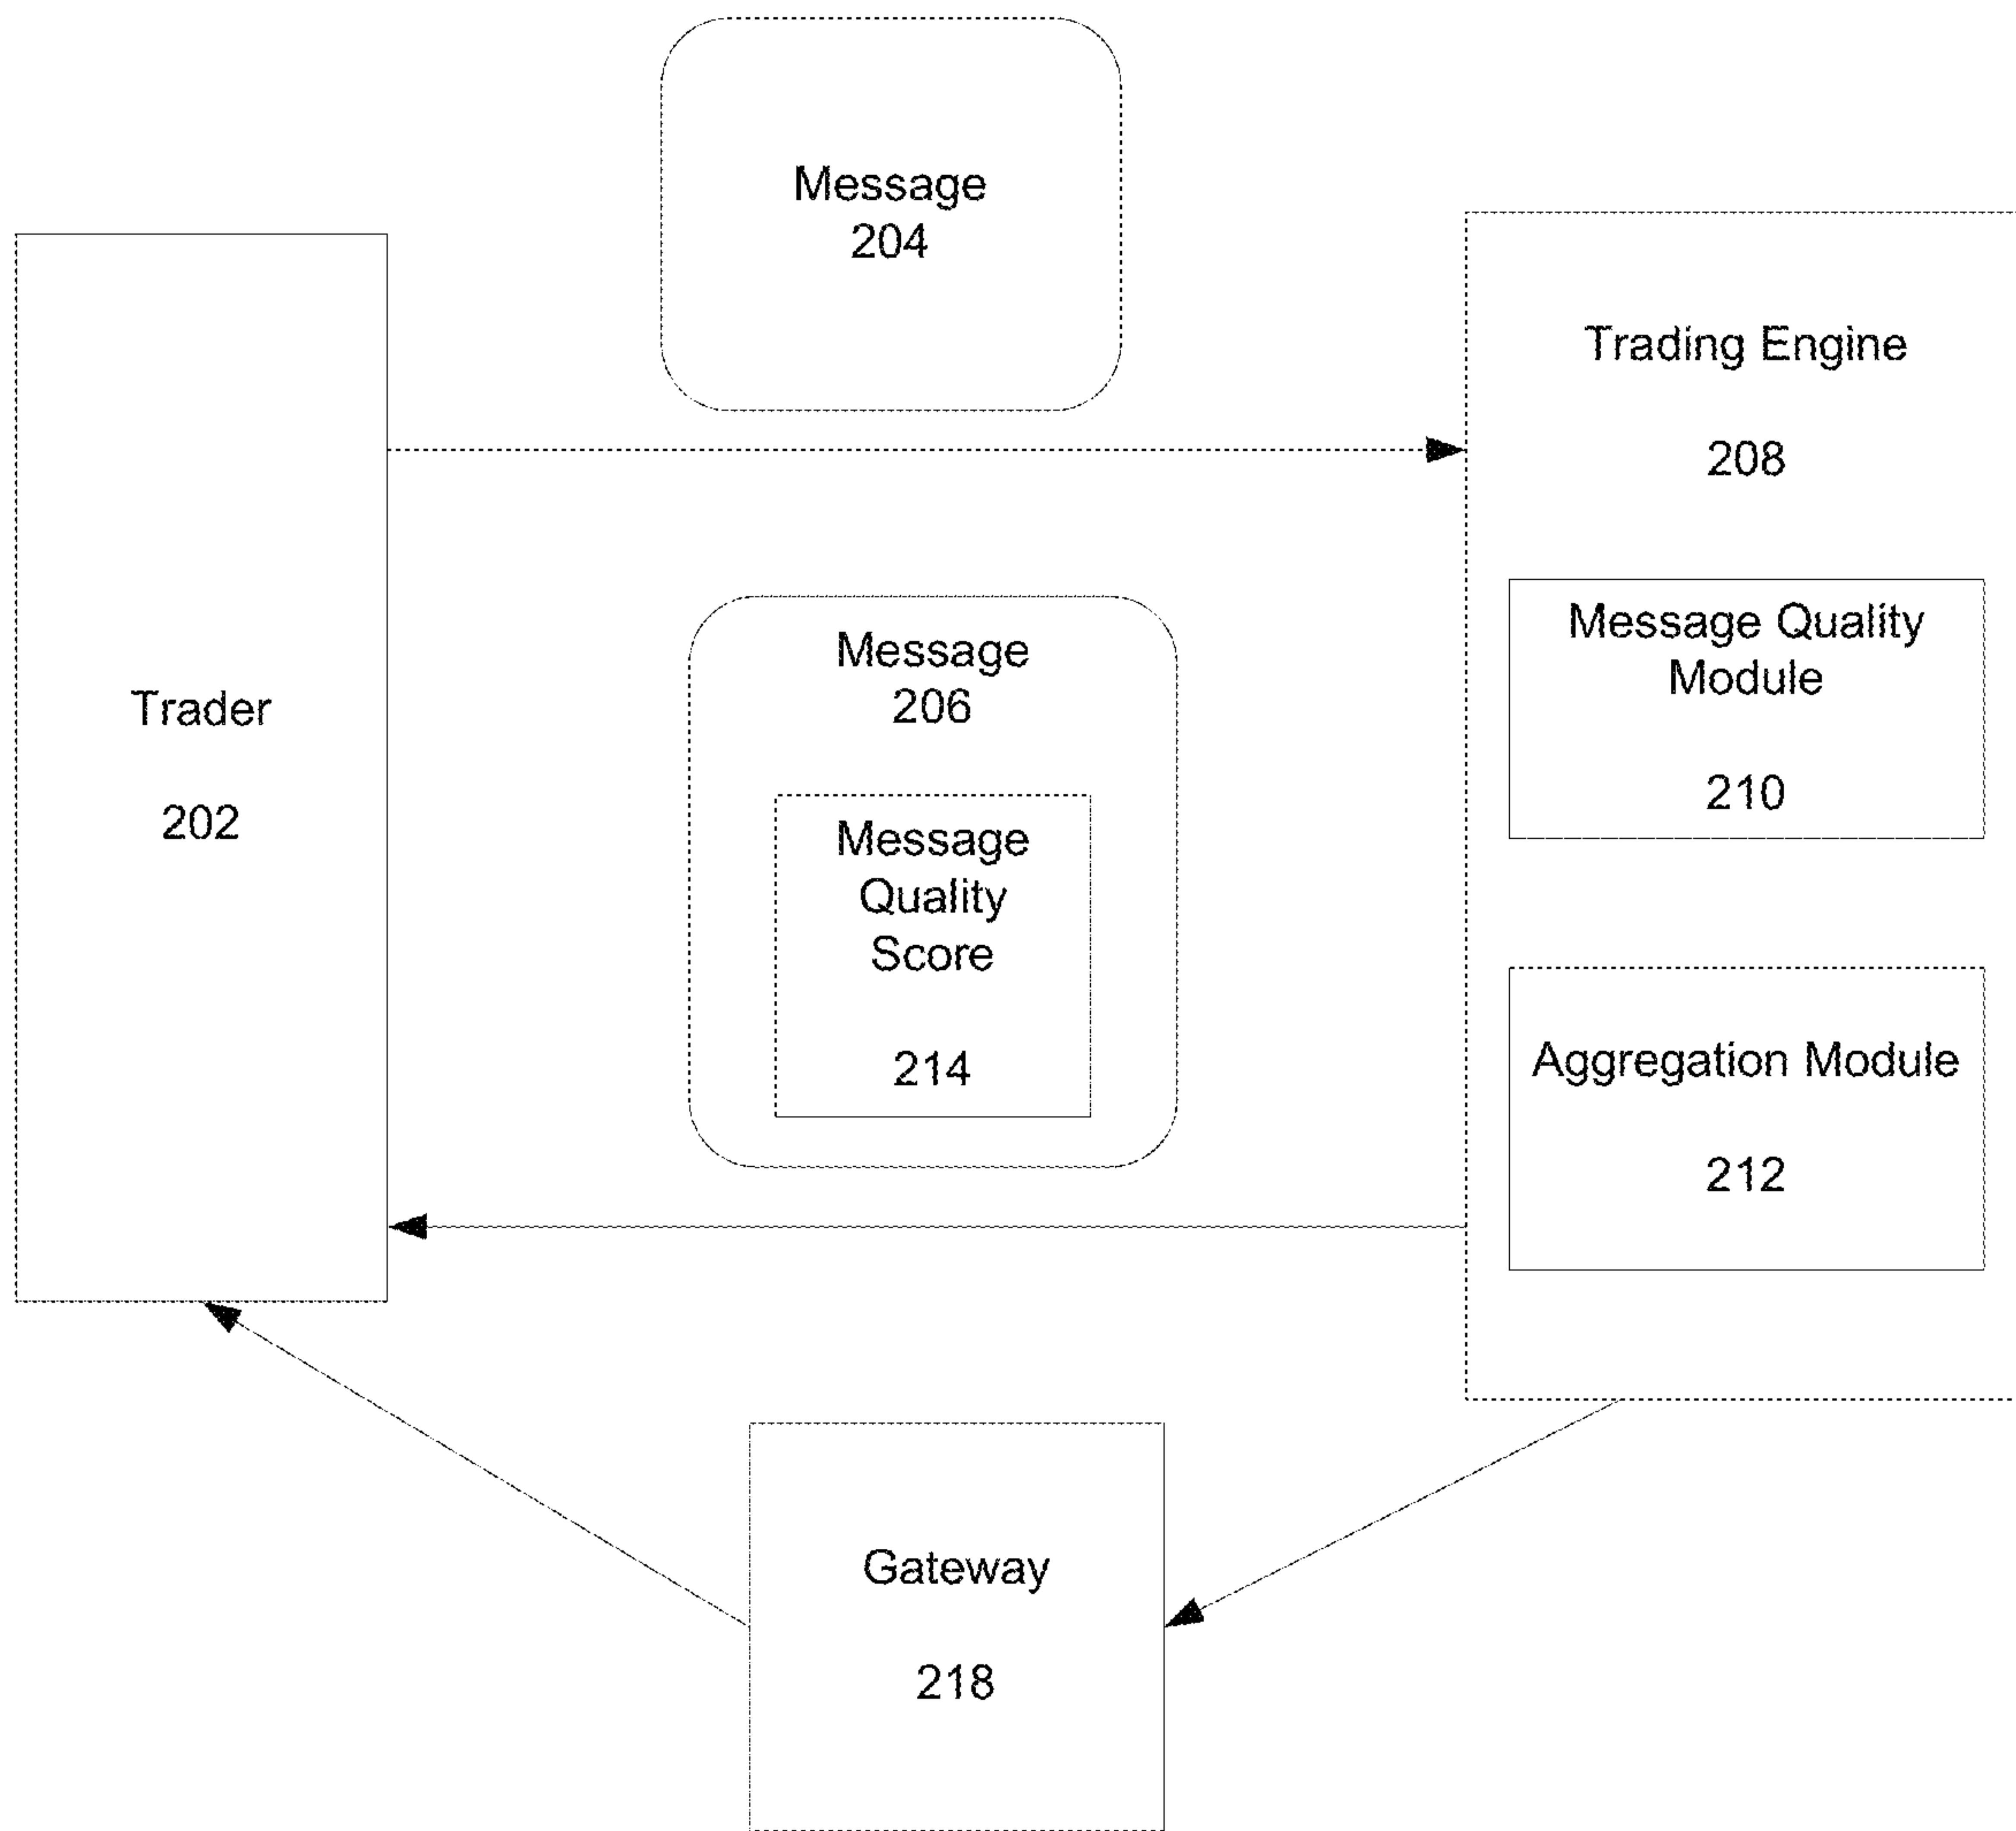 Message
204
Trader
202
Message
206
Message
Quality
Score
214
Trading Engine
208
Message Quality
Module
210
Aggregation Module
212
Gateway
218